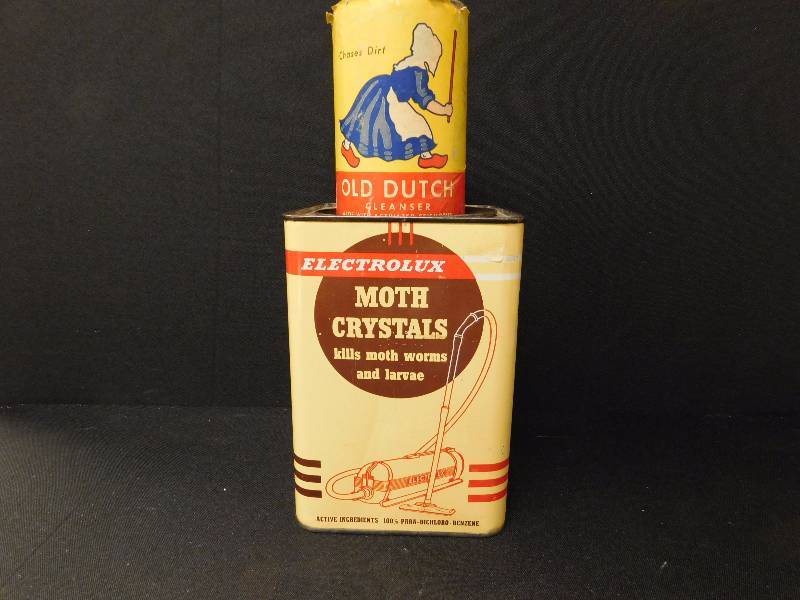 Chases Dirt
OLD DUTCH
CLEANSER
ELECTROLUX
MOTH
CRYSTALS
kills moth worms
and larvae
ELECTROLUX
ACTIVE INGREDIENTS 100% PARA-DICHLORO-BENZENE